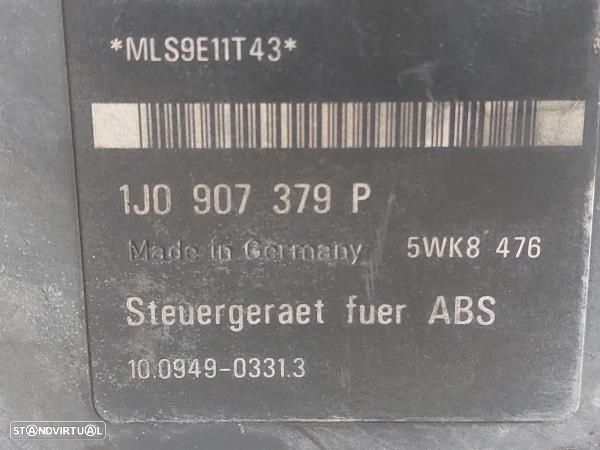 *MLS9E11T43*
1J0 907 379 P
Made in Germany 5WK8 476
Steuergeraet fuer ABS
10.0949-0331.3
STANDVIRTUAL